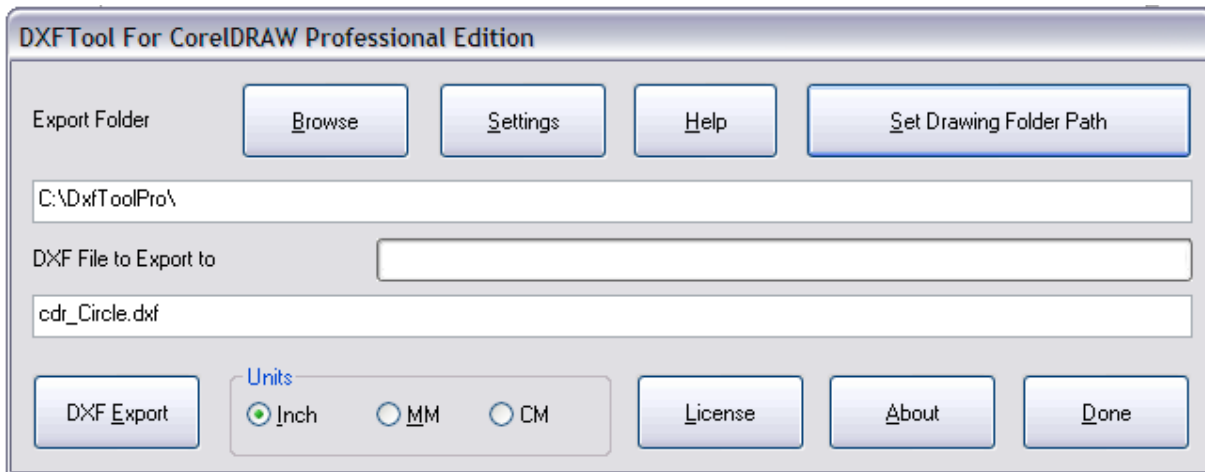 DXFTool For CorelDRAW Professional Edition
Export Folder Browse Settings Help Set Drawing Folder Path
C:\DxfToolPro\
DXF File to Export to
cdr_Circle.dxf
Units
DXF Export Inch MM CM License About Done